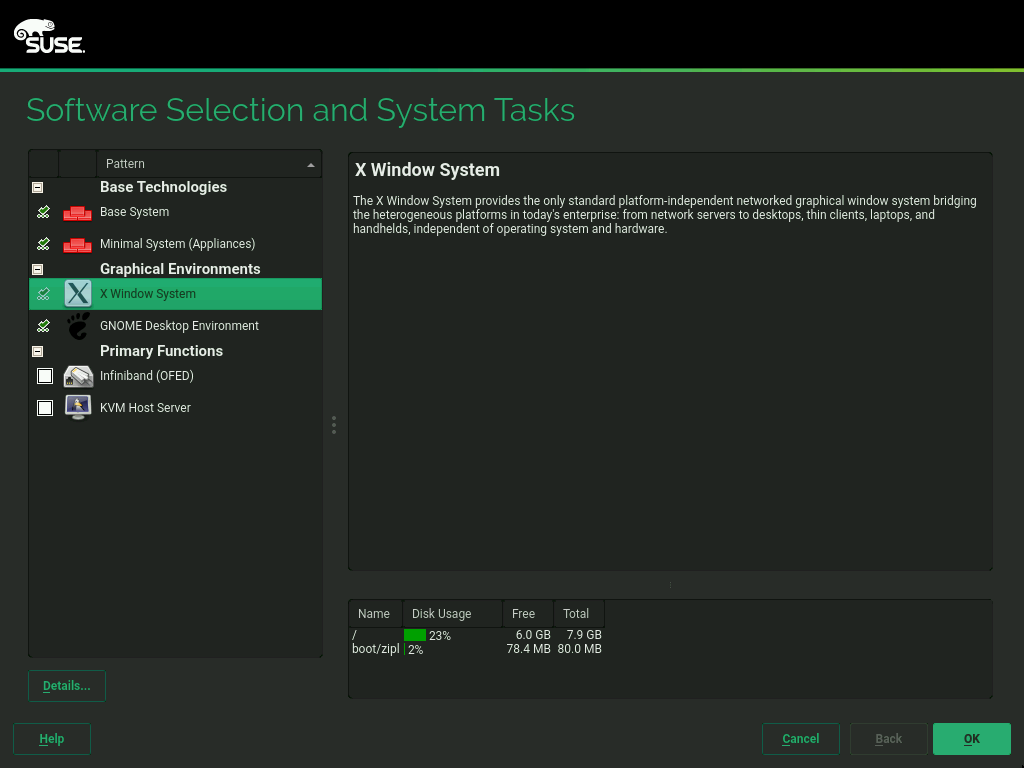 SUSE
Software Selection and System Tasks
Pattern
Base Technologies
Base System
Minimal System (Appliances)
Graphical Environments
X Window System
GNOME Desktop Environment
Primary Functions
Infiniband (OFED)
KVM Host Server
X Window System
The X Window System provides the only standard platform-independent networked graphical window system bridging
the heterogeneous platforms in today's enterprise: from network servers to desktops, thin clients, laptops, and
handhelds, independent of operating system and hardware.
Name Disk Usage Free Total
/ 23% 6.0 GB 7.9 GB
boot/zipl 2% 78.4 MB 80.0 MB
Details...
Help Cancel Back OK